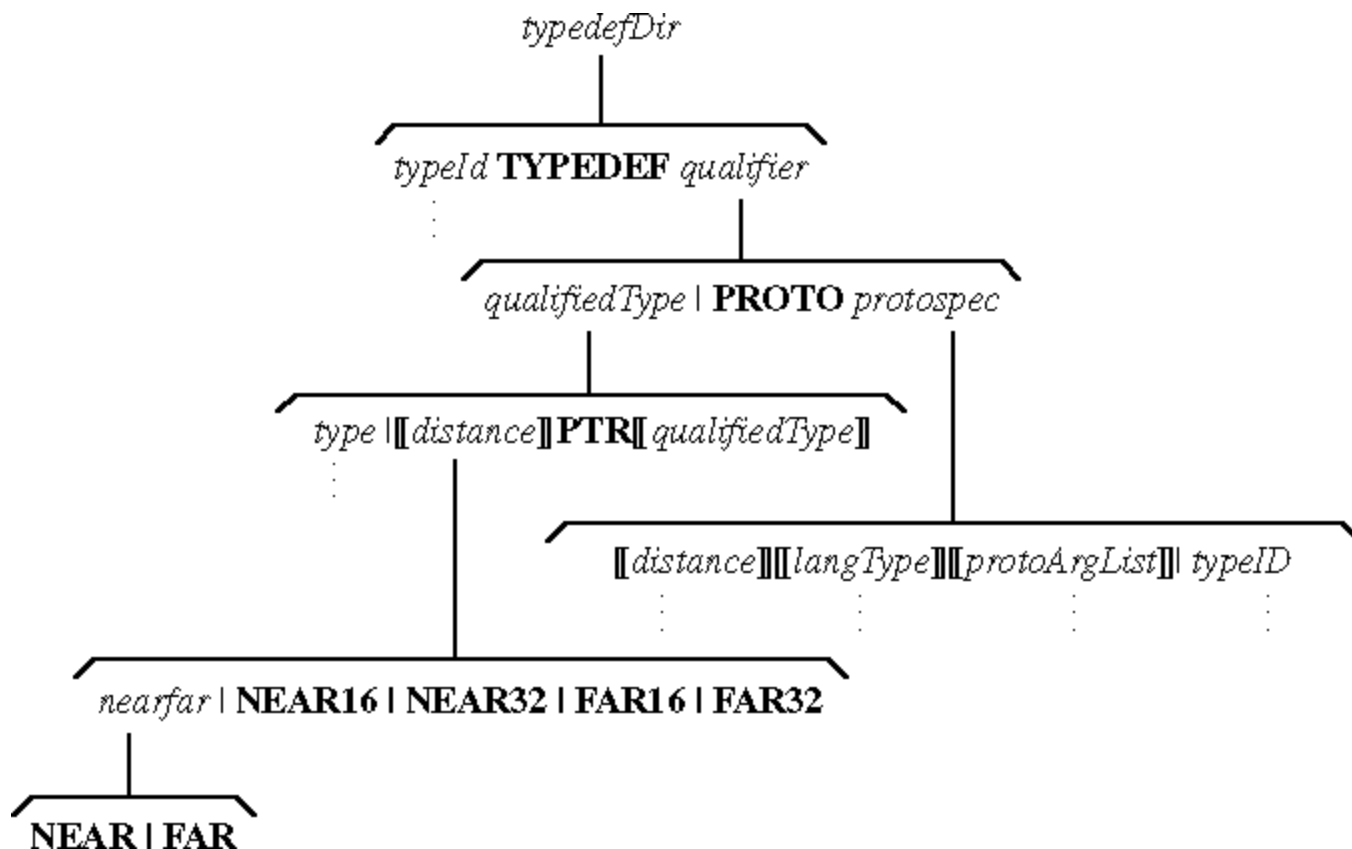 typedefDir
typeId TYPEDEF qualifier
qualifiedType | PROTO protospec
type |⟦distance⟧PTR⟦qualifiedType⟧
⟦distance⟧⟦langType⟧⟦protoArgList⟧| typeID
nearfar | NEAR16 | NEAR32 | FAR16 | FAR32
NEAR | FAR